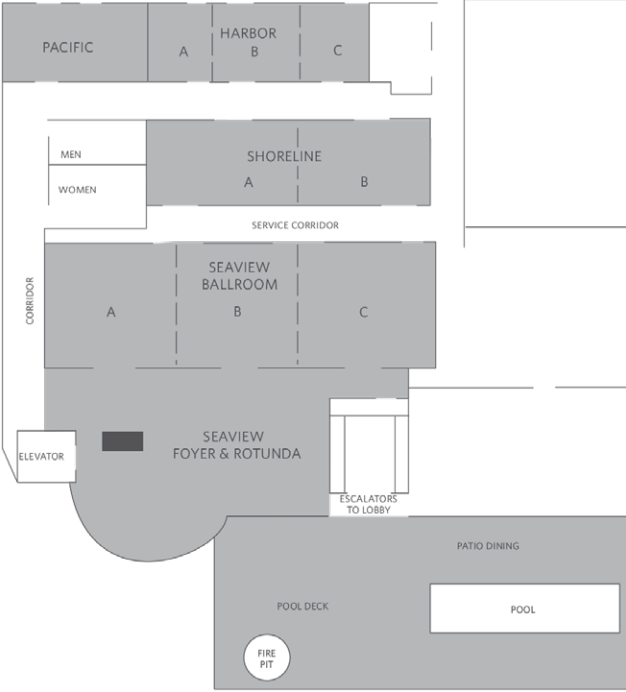 PACIFIC
HARBOR
A
B
C
MEN
WOMEN
SHORELINE
A
B
SERVICE CORRIDOR
CORRIDOR
SEAVIEW
BALLROOM
A
B
C
ELEVATOR
SEAVIEW
FOYER & ROTUNDA
ESCALATORS
TO LOBBY
PATIO DINING
POOL DECK
POOL
FIRE
PIT